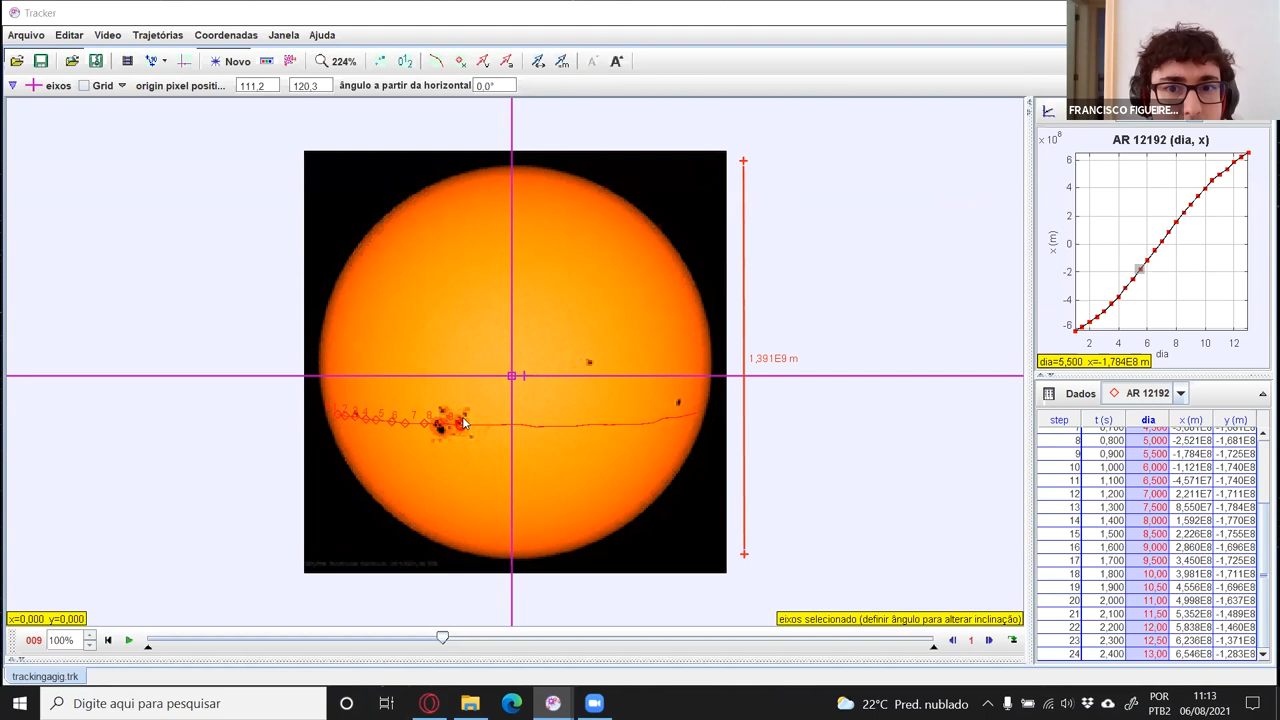 Tracker
Arquivo Editar Vídeo Trajetórias Coordenadas Janela Ajuda
Novo 224%
eixos Grid origin pixel positi... 111,2 120,3 ângulo a partir da horizontal 0,0°
FRANCISCO FIGUEIRE...
AR 12192 (dia, x)
× 10⁸
6
4
2
0
-2
-4
-6
x (m)
2 4 6 8 10 12
dia
dia=5,500 x=-1,784E8 m
1,391E9 m
Dados AR 12192
step t (s) dia x (m) y (m)
8 0,800 5,000 -2,521E8 -1,681E8
9 0,900 5,500 -1,784E8 -1,725E8
10 1,000 6,000 -1,121E8 -1,740E8
11 1,100 6,500 -4,571E7 -1,740E8
12 1,200 7,000 2,211E7 -1,711E8
13 1,300 7,500 8,550E7 -1,784E8
14 1,400 8,000 1,592E8 -1,770E8
15 1,500 8,500 2,226E8 -1,755E8
16 1,600 9,000 2,860E8 -1,696E8
17 1,700 9,500 3,450E8 -1,725E8
18 1,800 10,00 3,981E8 -1,711E8
19 1,900 10,50 4,556E8 -1,696E8
20 2,000 11,00 4,998E8 -1,637E8
21 2,100 11,50 5,352E8 -1,489E8
22 2,200 12,00 5,838E8 -1,460E8
23 2,300 12,50 6,236E8 -1,371E8
24 2,400 13,00 6,546E8 -1,283E8
x=0,000 y=0,000
eixos selecionado (definir ângulo para alterar inclinação)
009 100% 1
trackingagig.trk
Digite aqui para pesquisar
22°C Pred. nublado
POR
PTB2
11:13
06/08/2021